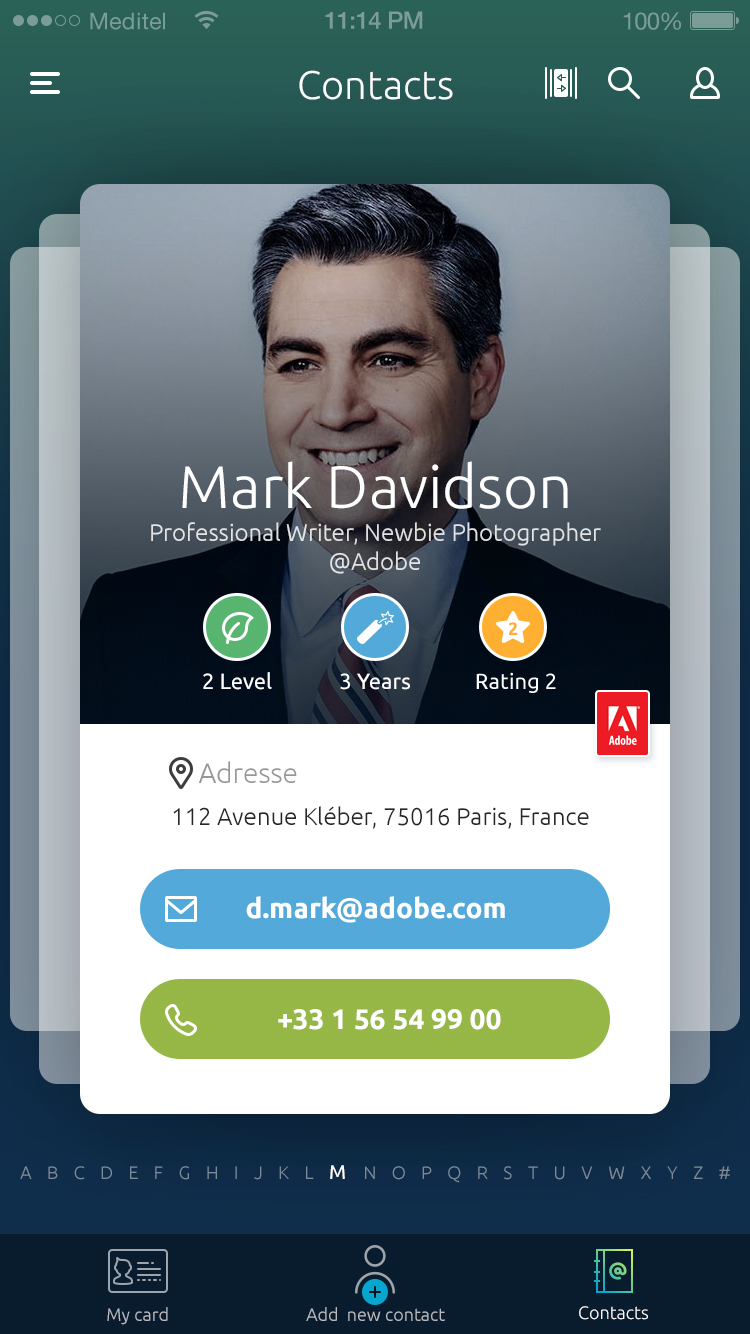 Meditel 11:14 PM 100%
Contacts
Mark Davidson
Professional Writer, Newbie Photographer
@Adobe
2
2 Level 3 Years Rating 2
Adobe
Adresse
112 Avenue Kléber, 75016 Paris, France
d.mark@adobe.com
+33 1 56 54 99 00
A B C D E F G H I J K L M N O P Q R S T U V W X Y Z #
My card Add new contact Contacts